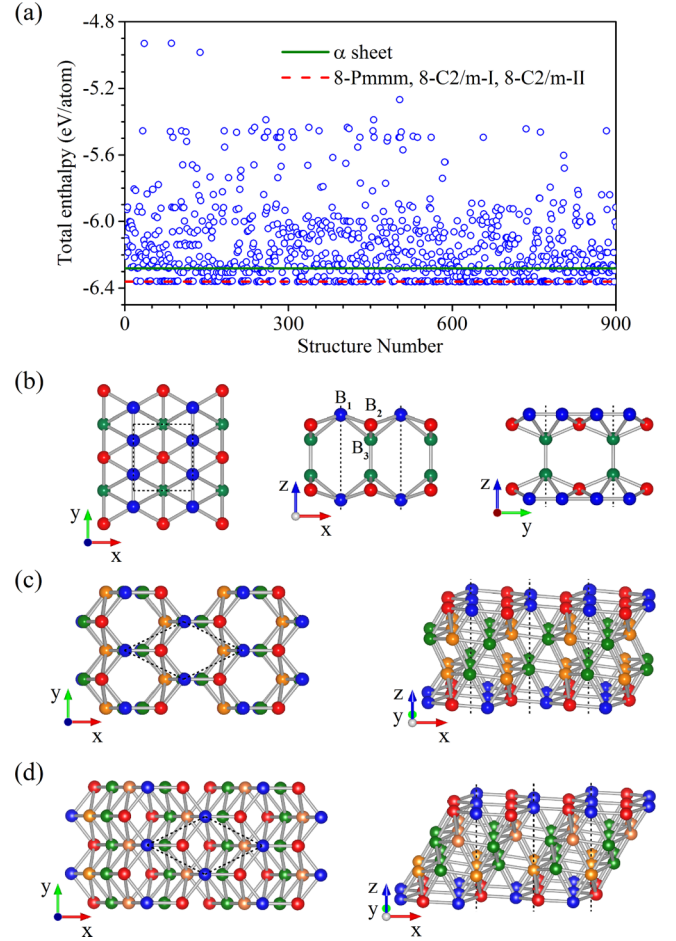 (a)
-4.8
-5.2
-5.6
-6.0
-6.4
Total enthalpy (eV/atom)
α sheet
8-Pmmm, 8-C2/m-I, 8-C2/m-II
0
300
600
900
Structure Number
(b)
B1
B2
B3
y
x
z
x
z
y
(c)
y
x
z
y
x
(d)
y
x
z
y
x